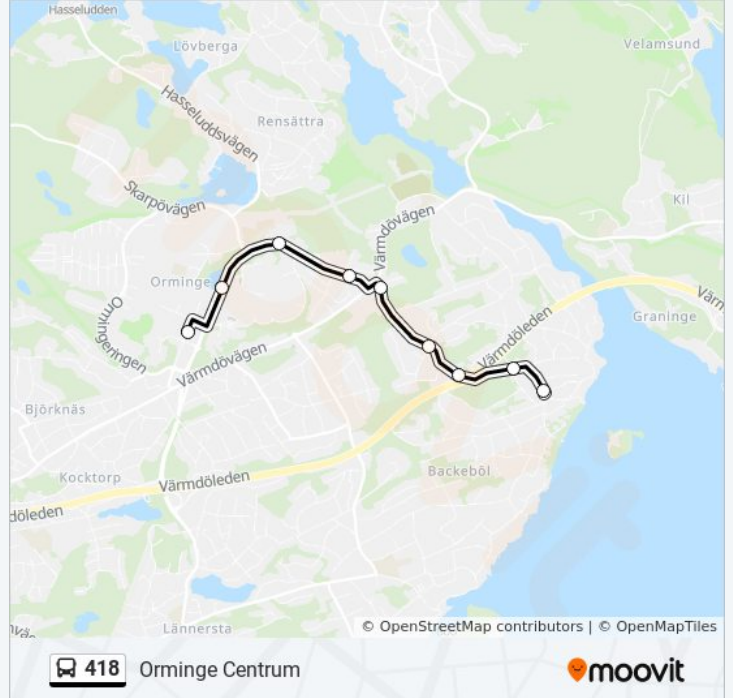 Hasseludden
Lövberga
Velamsund
Hasseluddsvägen
Rensättra
Skarpövägen
Kil
Värmdövägen
Orminge
Ormingeringen
Värmdöleden
Värm
Graninge
Värmdövägen
Björknäs
Kocktorp
Värmdöleden
Backeböl
döleden
Lännersta
© OpenStreetMap contributors | © OpenMapTiles
418 Orminge Centrum
moovit